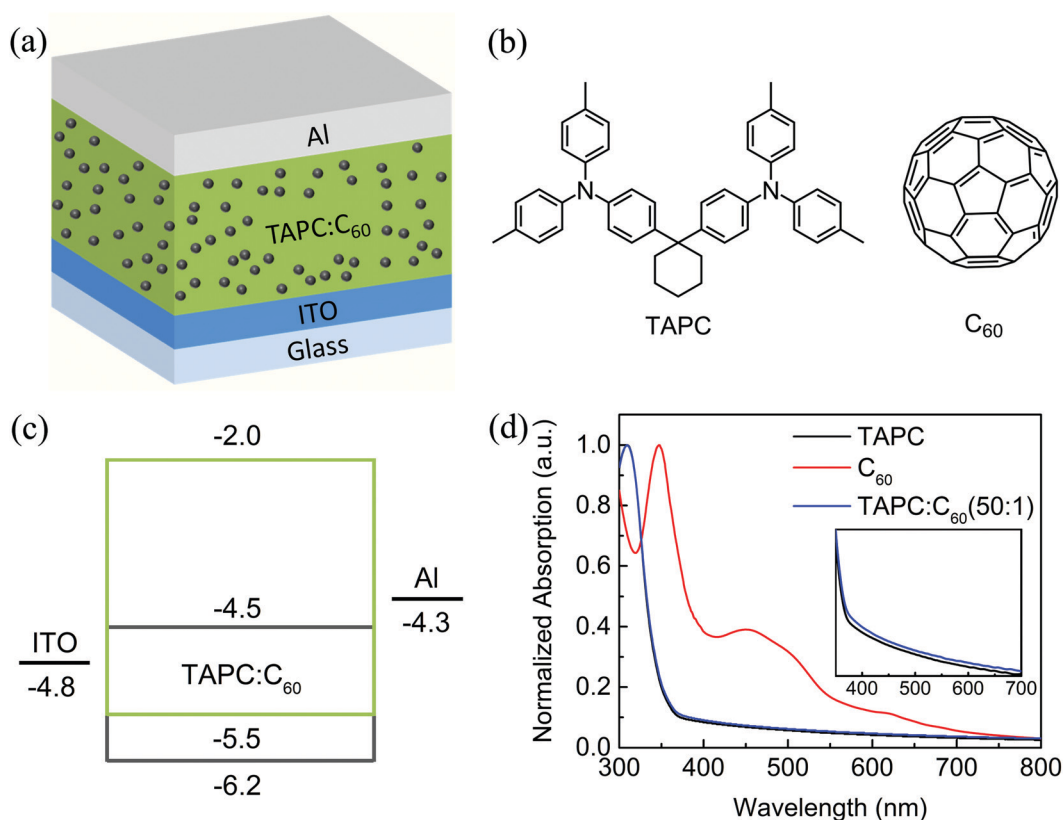 (a)
Al
TAPC:C₆₀
ITO
Glass
(b)
N
N
TAPC
C₆₀
(c)
-2.0
-4.5
Al
-4.3
ITO
-4.8
TAPC:C₆₀
-5.5
-6.2
(d)
TAPC
C₆₀
TAPC:C₆₀(50:1)
Normalized Absorption (a.u.)
1.0
0.8
0.6
0.4
0.2
0.0
400 500 600 700
300 400 500 600 700 800
Wavelength (nm)